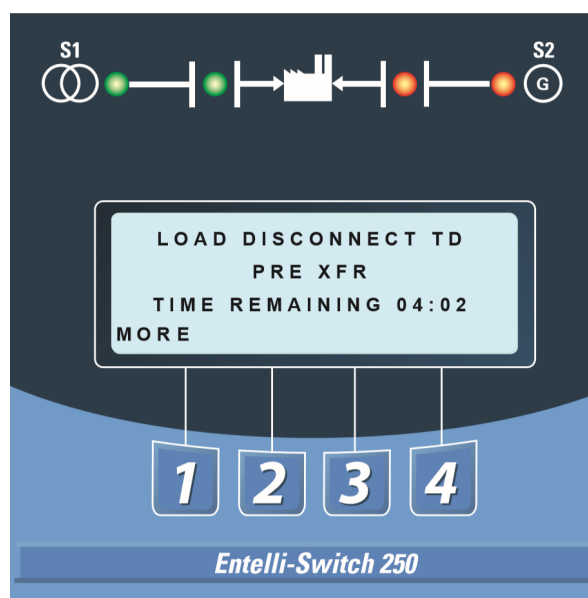 S1
S2
G
LOAD DISCONNECT TD
PRE XFR
TIME REMAINING 04:02
MORE
1 2 3 4
Entelli-Switch 250